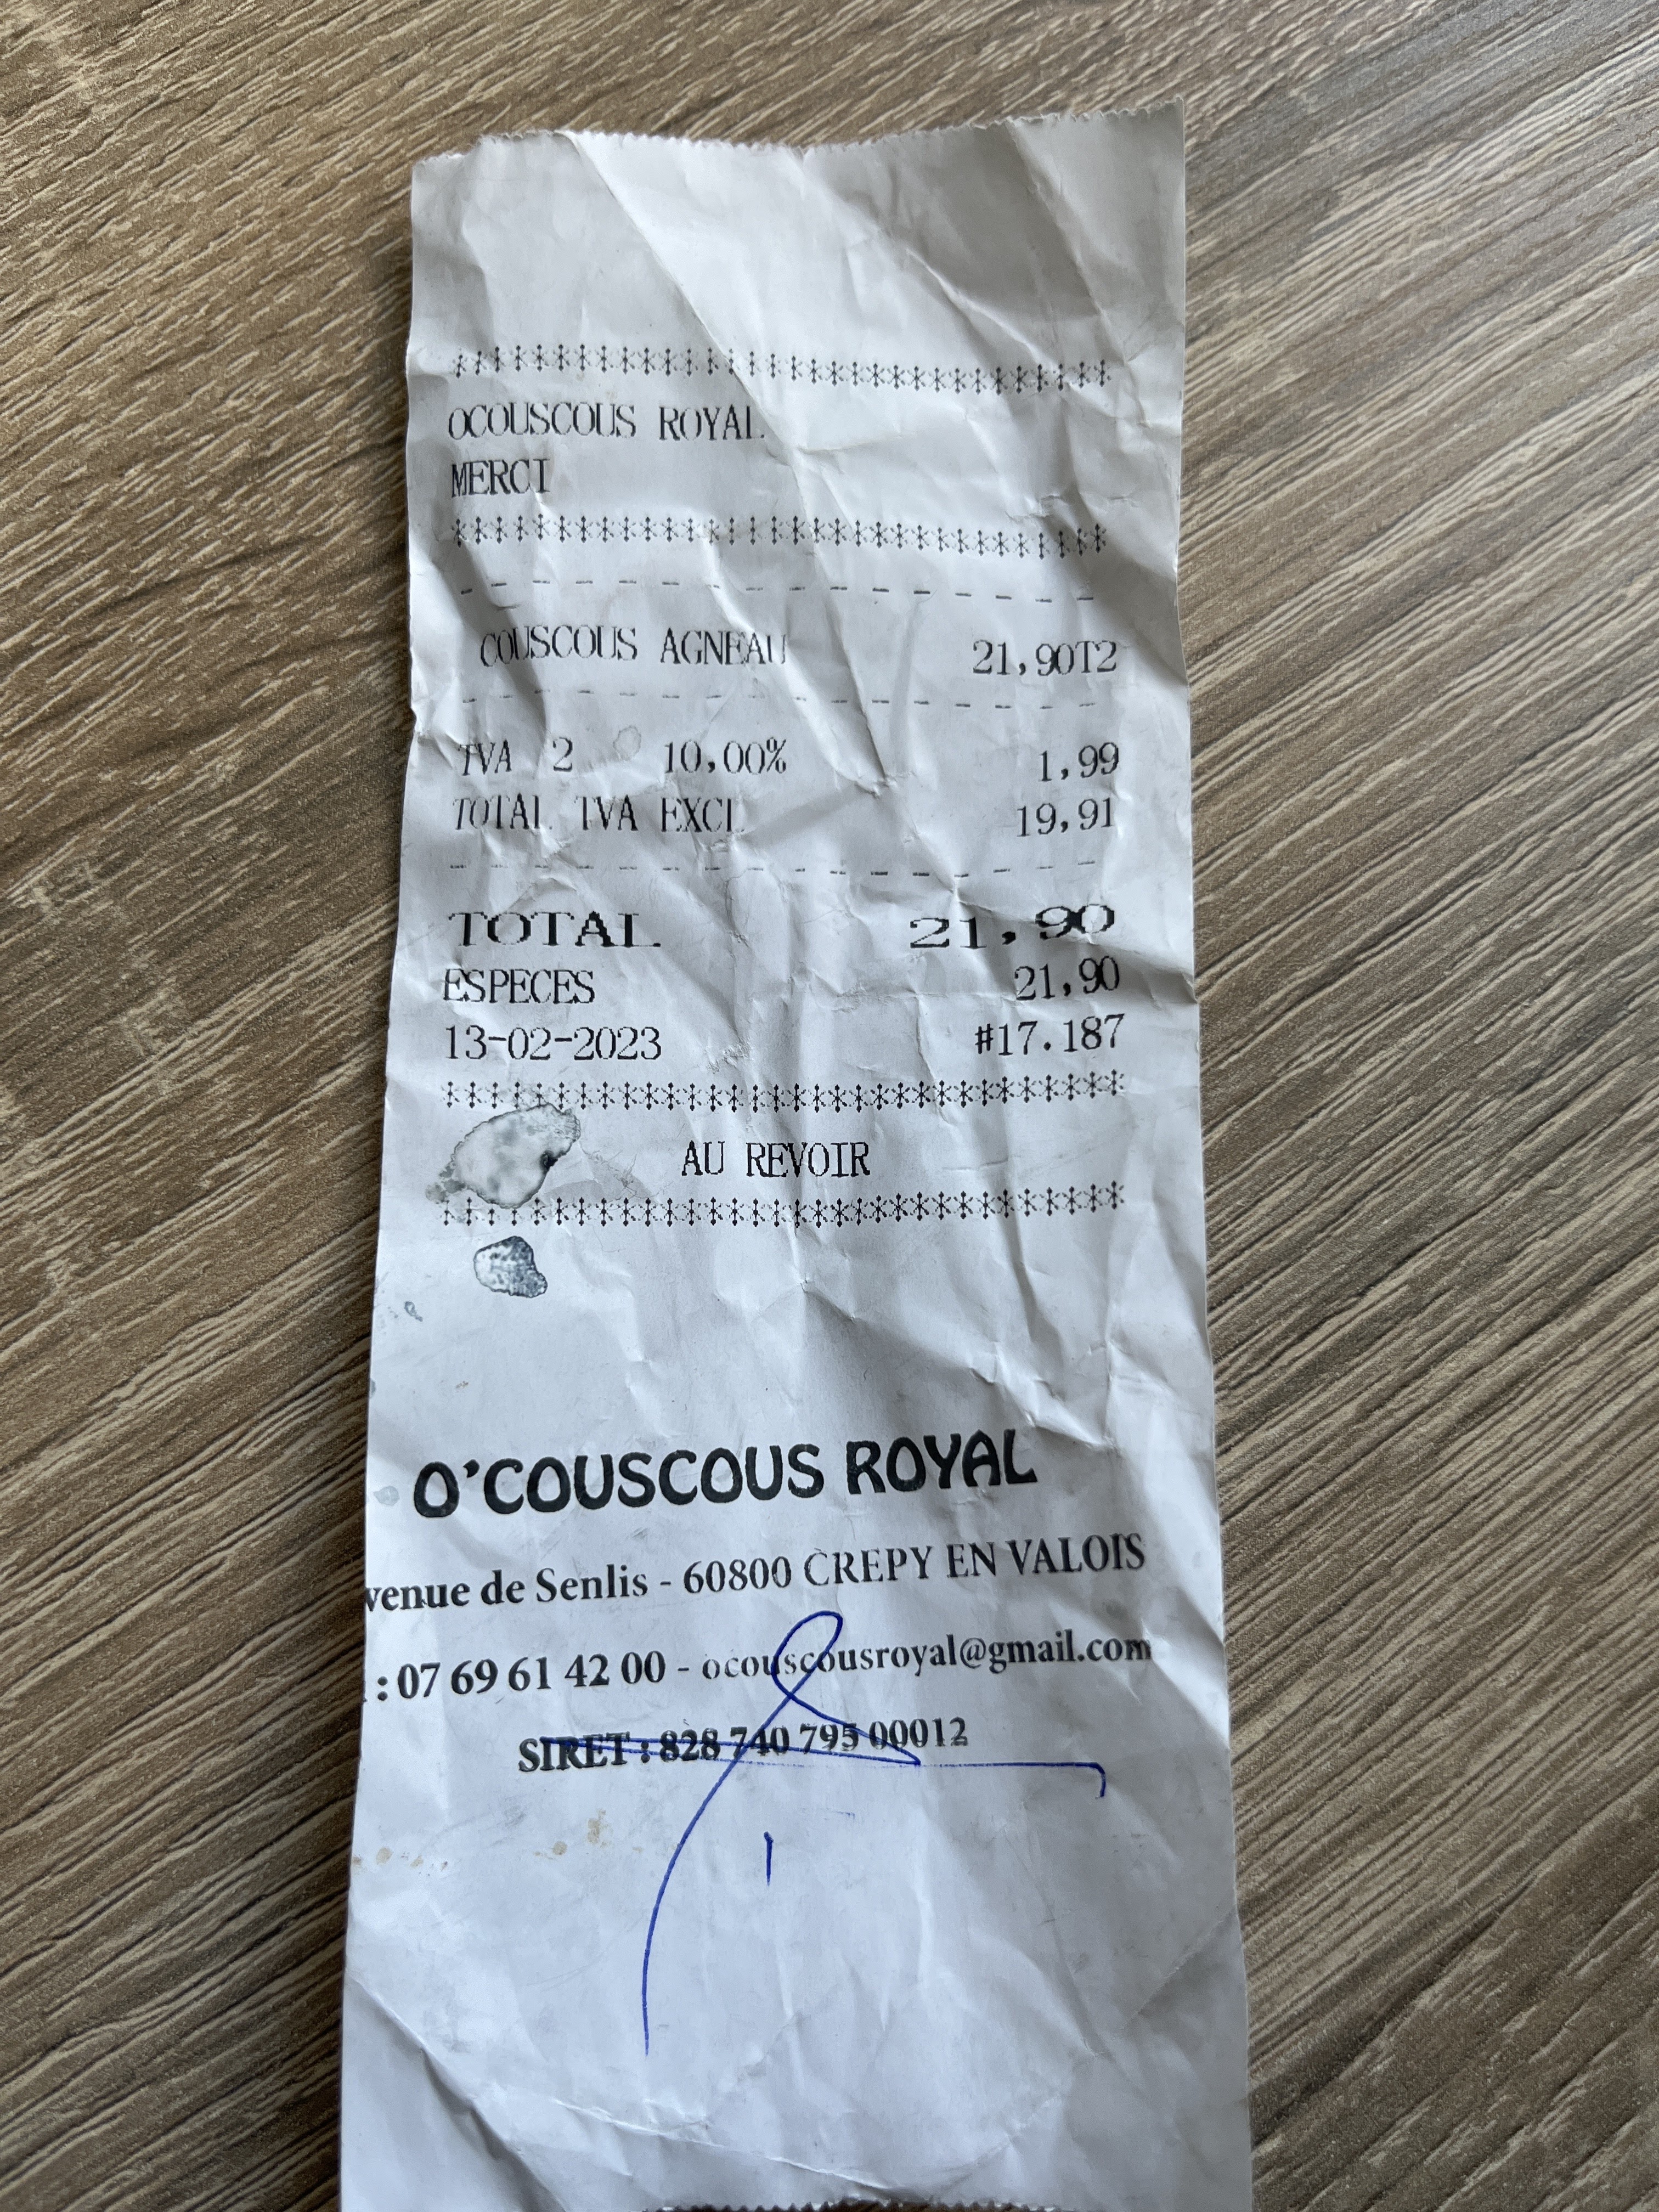 ********************************
OCOUSCOUS ROYAL
MERCI
********************************
- - - - - - - - - - - - - - - -
COUSCOUS AGNEAU 21,90T2
- - - - - - - - - - - - - - - -
TVA 2 10,00% 1,99
TOTAL TVA EXCL 19,91
- - - - - - - - - - - - - - - -
TOTAL 21,90
ESPECES 21,90
13-02-2023 #17.187
********************************
AU REVOIR
********************************
O'COUSCOUS ROYAL
venue de Senlis - 60800 CREPY EN VALOIS
: 07 69 61 42 00 - ocouscousroyal@gmail.com
SIRET : 828 740 795 00012